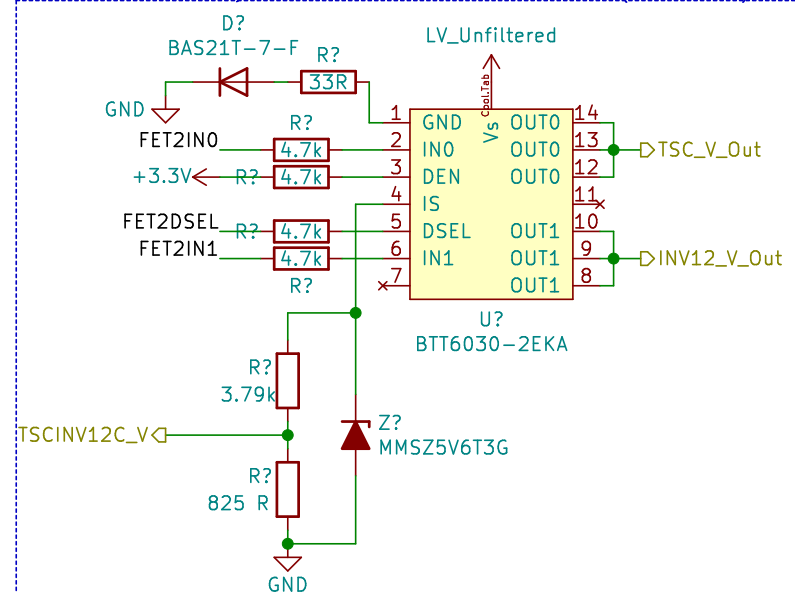 D?
BAS21T-7-F
R?
33R
LV_Unfiltered
Cool.Tab
Vs
GND
FET2IN0
R?
4.7k
+3.3V
R?
4.7k
FET2DSEL
R?
4.7k
FET2IN1
4.7k
R?
1 GND
2 IN0
3 DEN
4 IS
5 DSEL
6 IN1
7
OUT0 14
OUT0 13
OUT0 12
11
OUT1 10
OUT1 9
OUT1 8
TSC_V_Out
INV12_V_Out
U?
BTT6030-2EKA
R?
3.79k
TSCINV12C_V
Z?
MMSZ5V6T3G
R?
825 R
GND